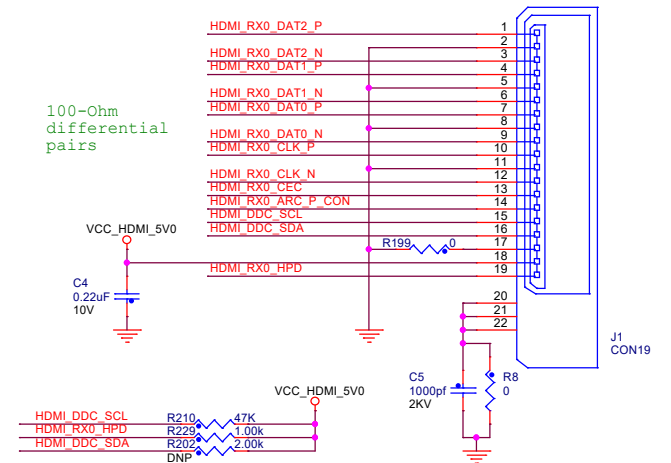 HDMI_RX0_DAT2_P 1
2
HDMI_RX0_DAT2_N 3
HDMI_RX0_DAT1_P 4
5
HDMI_RX0_DAT1_N 6
HDMI_RX0_DAT0_P 7
8
HDMI_RX0_DAT0_N 9
HDMI_RX0_CLK_P 10
11
HDMI_RX0_CLK_N 12
HDMI_RX0_CEC 13
HDMI_RX0_ARC_P_CON 14
HDMI_DDC_SCL 15
HDMI_DDC_SDA 16
R199 0 17
18
HDMI_RX0_HPD 19
20
21
22
100-Ohm
differential
pairs
VCC_HDMI_5V0
C4
0.22uF
10V
J1
CON19
C5
1000pf
2KV
R8
0
VCC_HDMI_5V0
HDMI_DDC_SCL R210 47K
HDMI_RX0_HPD R229 1.00k
HDMI_DDC_SDA R202 2.00k
DNP